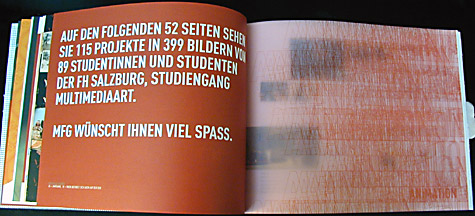 AUF DEN FOLGENDEN 52 SEITEN SEHEN
SIE 115 PROJEKTE IN 399 BILDERN VON
89 STUDENTINNEN UND STUDENTEN
DER FH SALZBURG, STUDIENGANG
MULTIMEDIAART.
MFG WÜNSCHT IHNEN VIEL SPASS.
ANIMATION